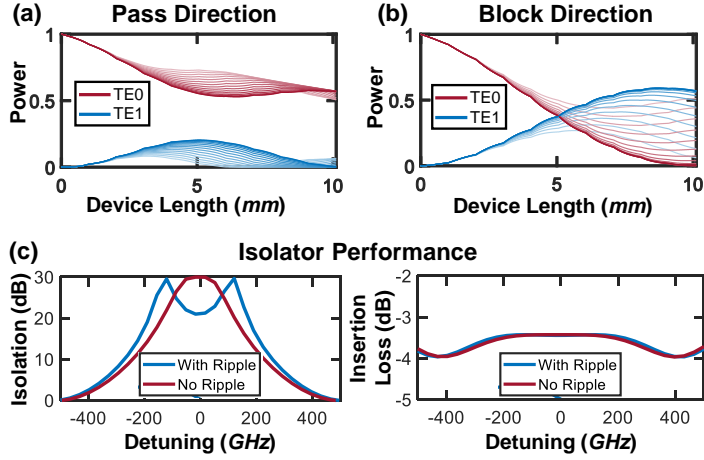 (a) Pass Direction
1
0.5
0
Power
TE0
TE1
0 5 10
Device Length (mm)
(b) Block Direction
1
0.5
0
Power
TE0
TE1
0 5 10
Device Length (mm)
(c) Isolator Performance
30
20
10
0
Isolation (dB)
With Ripple
No Ripple
-400 -200 0 200 400
Detuning (GHz)
-2
-3
-4
-5
Insertion
Loss (dB)
With Ripple
No Ripple
-400 -200 0 200 400
Detuning (GHz)